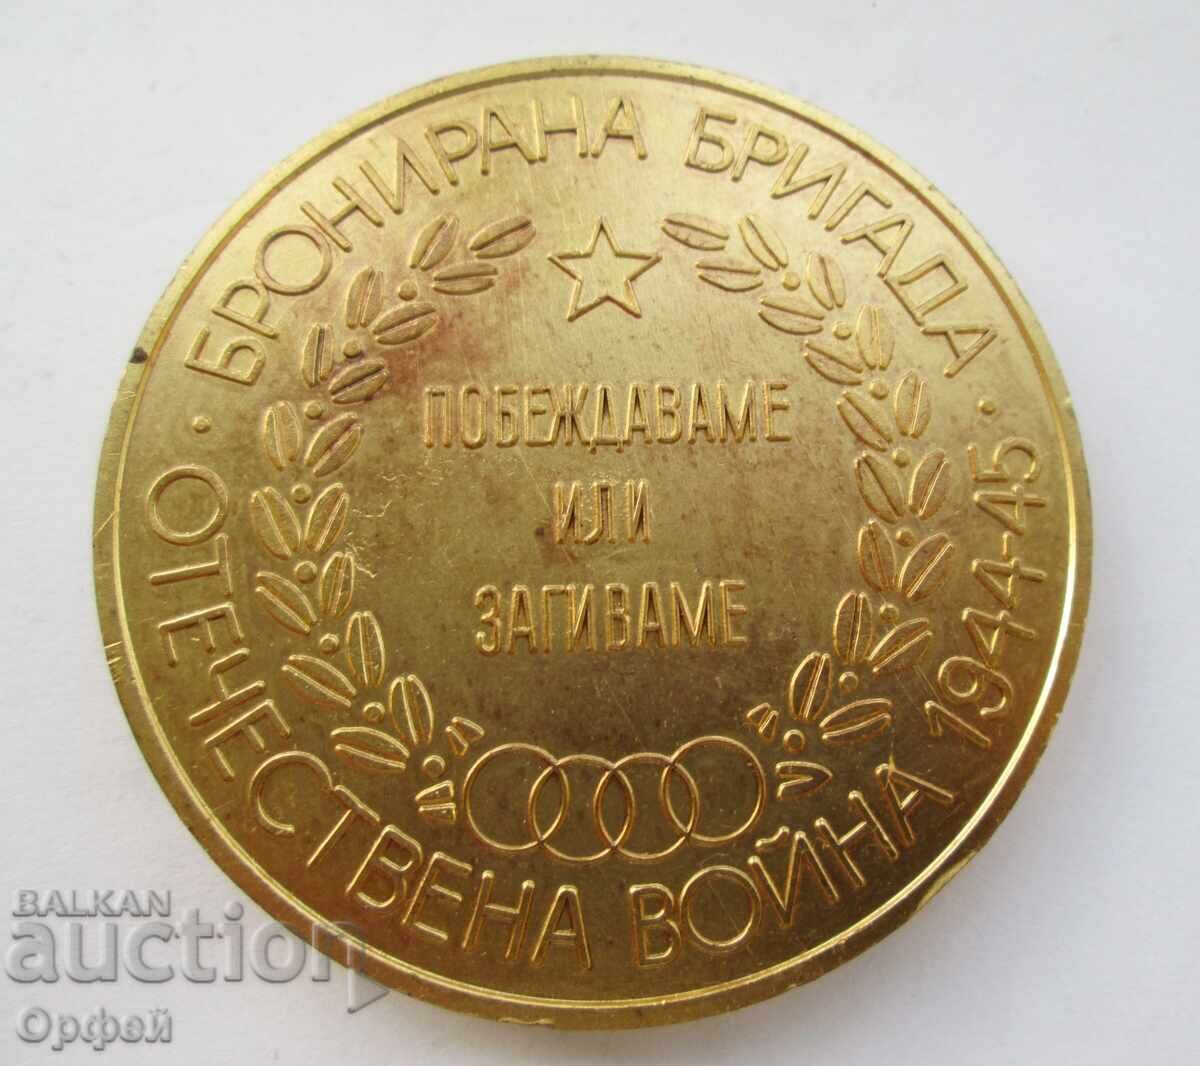 · БРОНИРАНА БРИГАДА ·
ПОБЕЖДАВАМЕ
ИЛИ
ЗАГИВАМЕ
ОТЕЧЕСТВЕНА ВОЙНА 1944-45
BALKAN
auction
Орфей